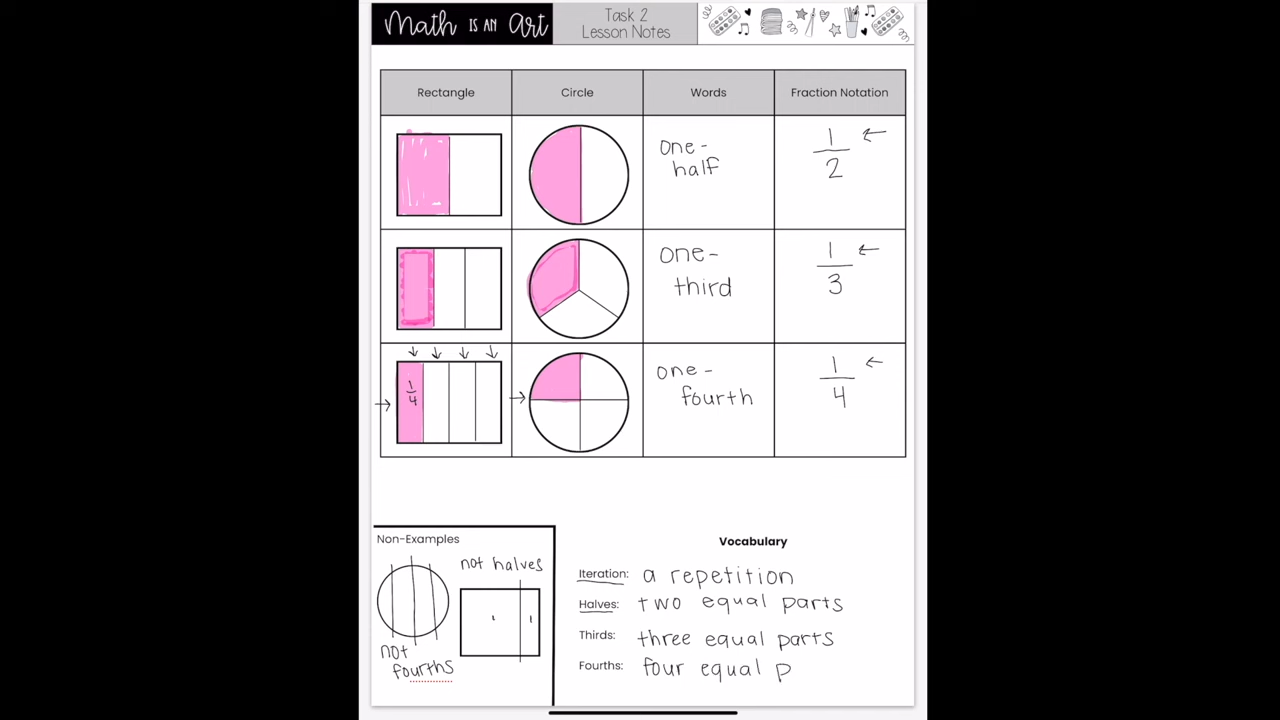 Math IS AN Art
Task 2
Lesson Notes
Rectangle
Circle
Words
Fraction Notation
one-
half
1
2
one-
third
1
3
1
4
one-
fourth
1
4
Non-Examples
not halves
not
fourths
Vocabulary
Iteration: a repetition
Halves: two equal parts
Thirds: three equal parts
Fourths: four equal p